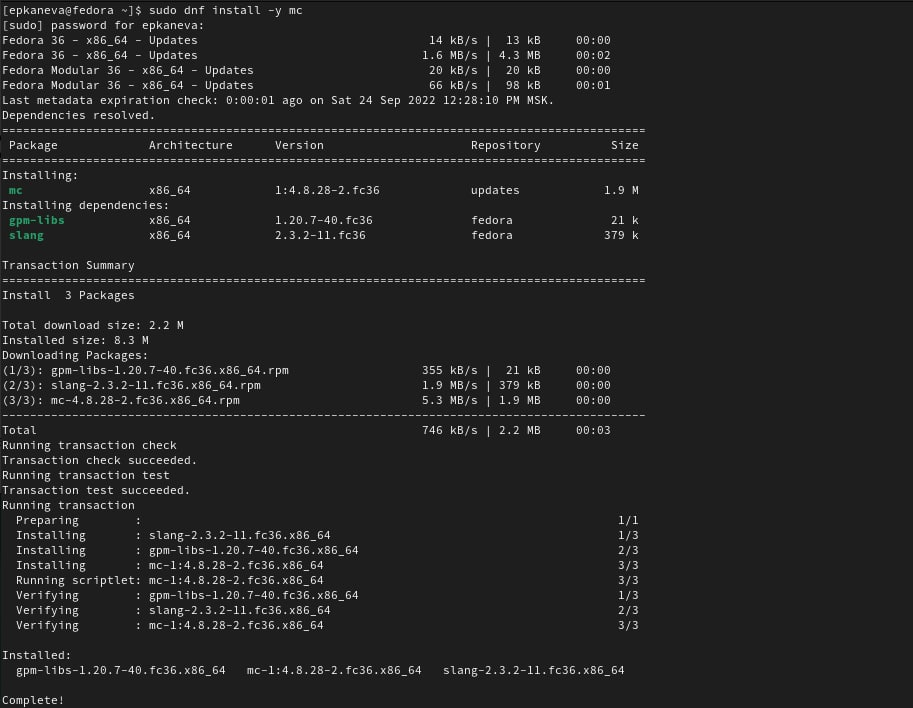 [epkaneva@fedora ~]$ sudo dnf install -y mc
[sudo] password for epkaneva:
Fedora 36 - x86_64 - Updates                                 14 kB/s |  13 kB     00:00
Fedora 36 - x86_64 - Updates                                1.6 MB/s | 4.3 MB     00:02
Fedora Modular 36 - x86_64 - Updates                         20 kB/s |  20 kB     00:00
Fedora Modular 36 - x86_64 - Updates                         66 kB/s |  98 kB     00:01
Last metadata expiration check: 0:00:01 ago on Sat 24 Sep 2022 12:28:10 PM MSK.
Dependencies resolved.
============================================================================================
 Package             Architecture      Version                     Repository          Size
============================================================================================
Installing:
 mc                  x86_64            1:4.8.28-2.fc36             updates            1.9 M
Installing dependencies:
 gpm-libs            x86_64            1.20.7-40.fc36              fedora              21 k
 slang               x86_64            2.3.2-11.fc36               fedora             379 k

Transaction Summary
============================================================================================
Install  3 Packages

Total download size: 2.2 M
Installed size: 8.3 M
Downloading Packages:
(1/3): gpm-libs-1.20.7-40.fc36.x86_64.rpm                   355 kB/s |  21 kB     00:00
(2/3): slang-2.3.2-11.fc36.x86_64.rpm                       1.9 MB/s | 379 kB     00:00
(3/3): mc-4.8.28-2.fc36.x86_64.rpm                          5.3 MB/s | 1.9 MB     00:00
--------------------------------------------------------------------------------------------
Total                                                       746 kB/s | 2.2 MB     00:03
Running transaction check
Transaction check succeeded.
Running transaction test
Transaction test succeeded.
Running transaction
  Preparing        :                                                                    1/1
  Installing       : slang-2.3.2-11.fc36.x86_64                                         1/3
  Installing       : gpm-libs-1.20.7-40.fc36.x86_64                                     2/3
  Installing       : mc-1:4.8.28-2.fc36.x86_64                                          3/3
  Running scriptlet: mc-1:4.8.28-2.fc36.x86_64                                          3/3
  Verifying        : gpm-libs-1.20.7-40.fc36.x86_64                                     1/3
  Verifying        : slang-2.3.2-11.fc36.x86_64                                         2/3
  Verifying        : mc-1:4.8.28-2.fc36.x86_64                                          3/3

Installed:
  gpm-libs-1.20.7-40.fc36.x86_64   mc-1:4.8.28-2.fc36.x86_64   slang-2.3.2-11.fc36.x86_64

Complete!